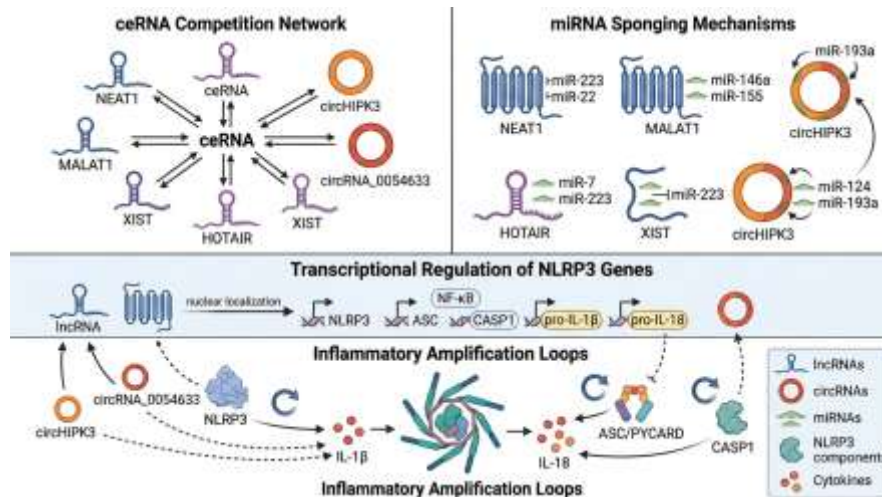 ceRNA Competition Network
NEAT1
ceRNA
circHIPK3
MALAT1
ceRNA
circRNA_0054633
XIST
HOTAIR
XIST
miRNA Sponging Mechanisms
miR-223
miR-22
NEAT1
miR-146a
miR-155
MALAT1
miR-193a
circHIPK3
miR-7
miR-223
HOTAIR
miR-223
XIST
miR-124
miR-193a
circHIPK3
Transcriptional Regulation of NLRP3 Genes
lncRNA
nuclear localization
NLRP3
ASC
NF-κB
CASP1
pro-IL-1β
pro-IL-18
Inflammatory Amplification Loops
circHIPK3
circRNA_0054633
NLRP3
IL-1β
IL-18
ASC/PYCARD
CASP1
Inflammatory Amplification Loops
lncRNAs
circRNAs
miRNAs
NLRP3
component
Cytokines